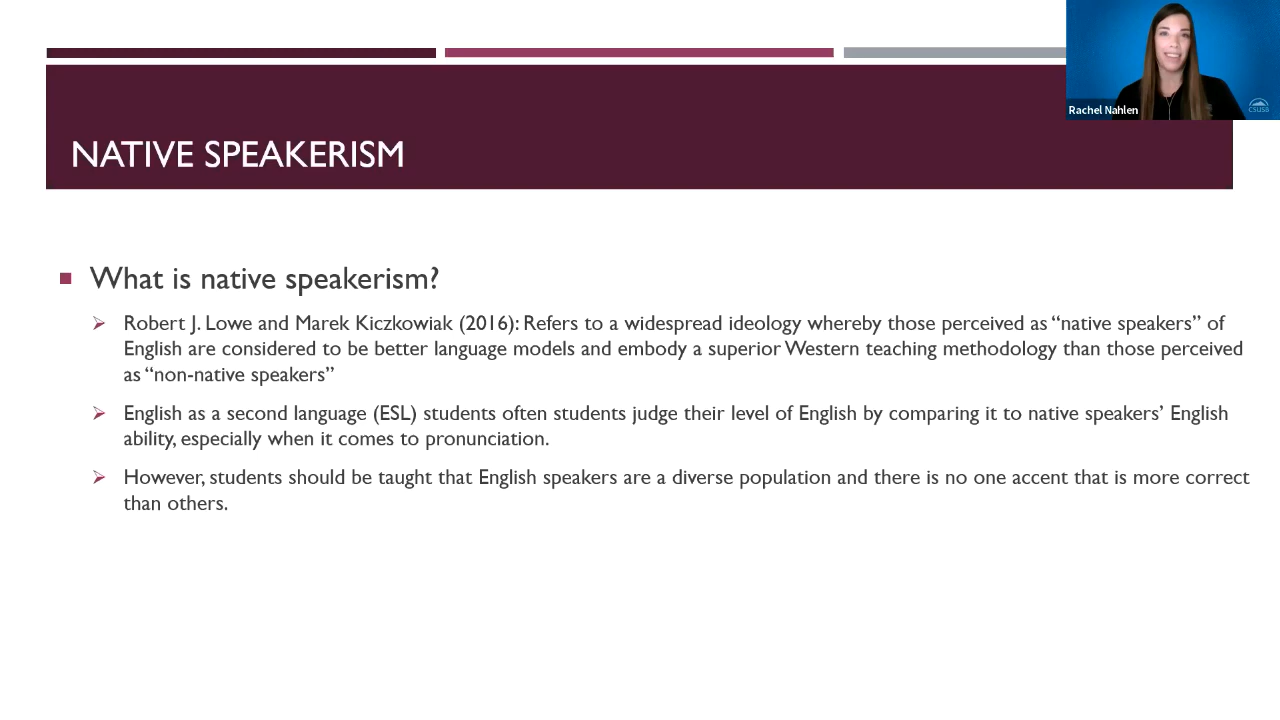 Rachel Nahlen
CSUSB
NATIVE SPEAKERISM
What is native speakerism?
Robert J. Lowe and Marek Kiczkowiak (2016): Refers to a widespread ideology whereby those perceived as “native speakers” of
English are considered to be better language models and embody a superior Western teaching methodology than those perceived
as “non-native speakers”
English as a second language (ESL) students often students judge their level of English by comparing it to native speakers’ English
ability, especially when it comes to pronunciation.
However, students should be taught that English speakers are a diverse population and there is no one accent that is more correct
than others.